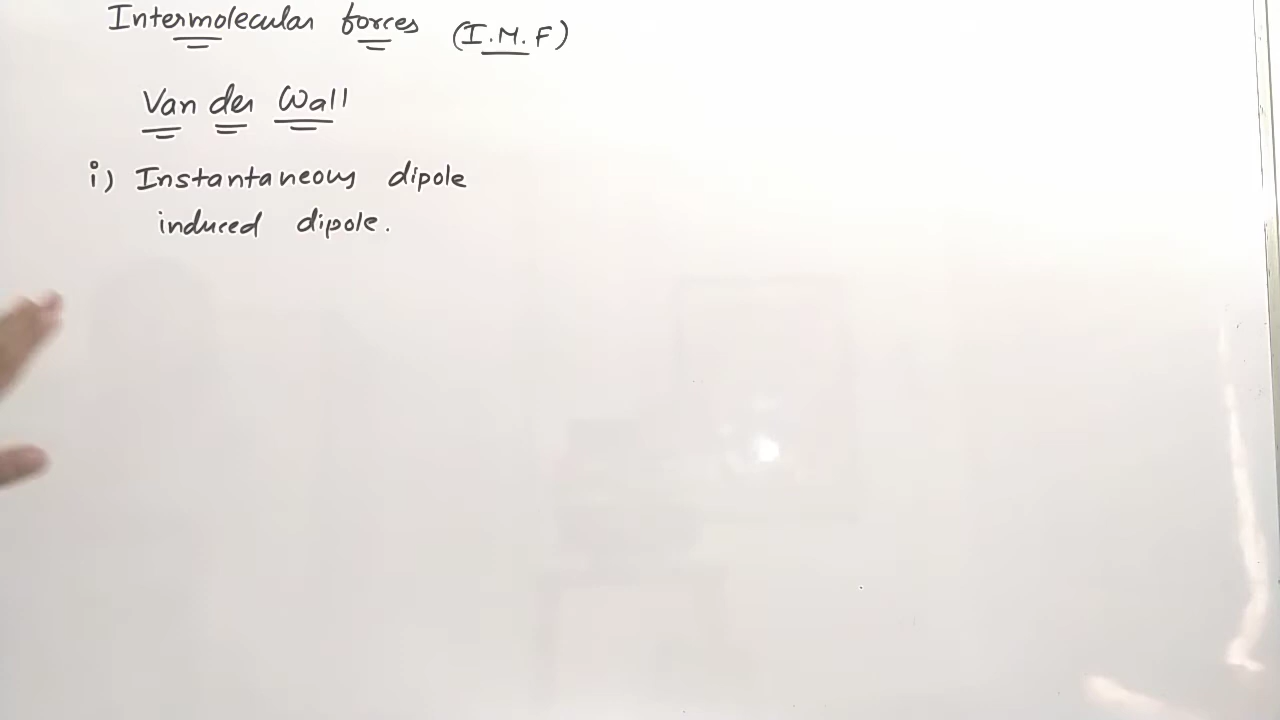 Intermolecular forces (I.M.F)
Van der Wall
i) Instantaneous dipole
induced dipole.